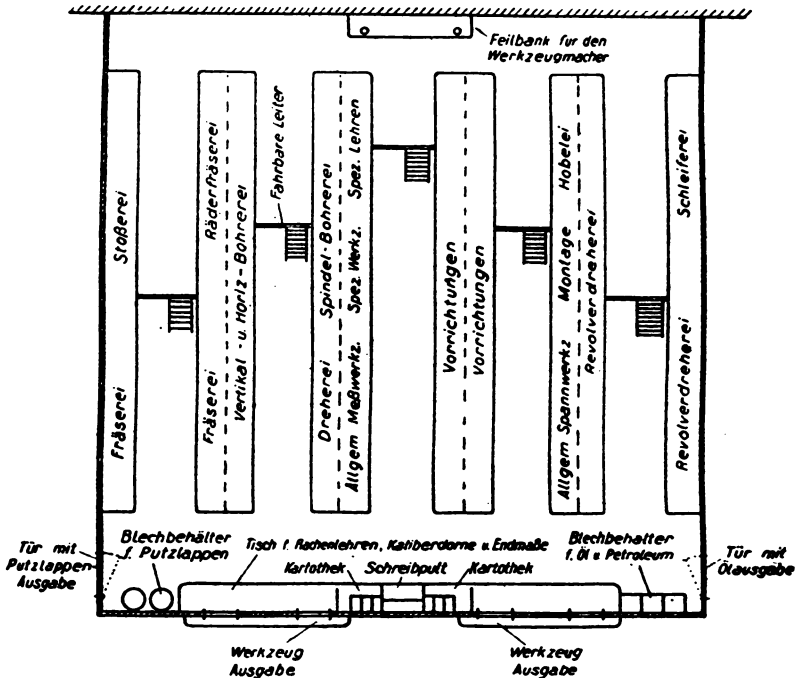 Feilbank für den
Werkzeugmacher
Stoßerei
Fräserei
Räderfräserei
Fräserei
Vertikal- u. Horiz-Bohrerei
Fahrbare Leiter
Spindel-Bohrerei
Dreherei
Allgem Meßwerkz. Spez. Werkz. Spez. Lehren
Vorrichtungen
Vorrichtungen
Allgem Spannwerkz Montage Hobelei
Revolverdreherei
Schleiferei
Revolverdreherei
Tür mit
Putzlappen-
Ausgabe
Blechbehälter
f. Putzlappen
Tisch f. Rachenlehren, Kaliberdorne u. Endmaße
Kartothek Schreibpult Kartothek
Blechbehälter
f. Öl u Petroleum
Tür mit
Ölausgabe
Werkzeug
Ausgabe
Werkzeug
Ausgabe